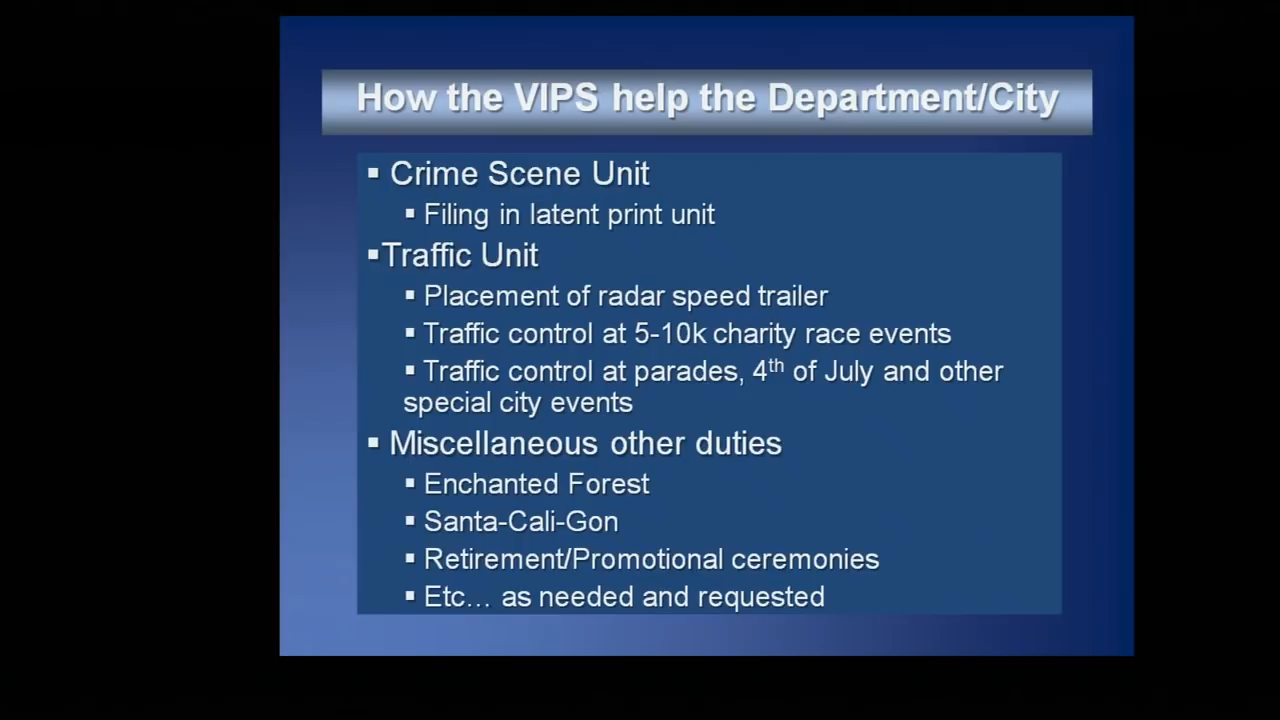 How the VIPS help the Department/City
▪ Crime Scene Unit
▪ Filing in latent print unit
▪Traffic Unit
▪ Placement of radar speed trailer
▪ Traffic control at 5-10k charity race events
▪ Traffic control at parades, 4th of July and other
special city events
▪ Miscellaneous other duties
▪ Enchanted Forest
▪ Santa-Cali-Gon
▪ Retirement/Promotional ceremonies
▪ Etc... as needed and requested